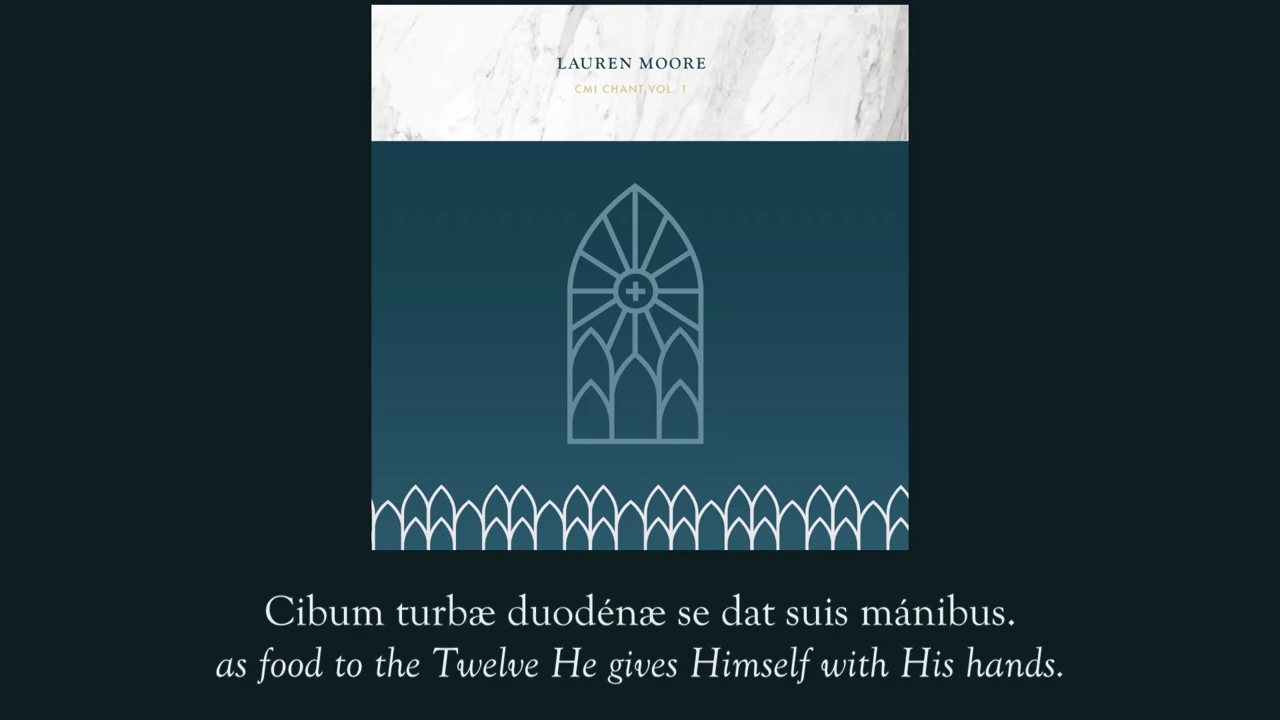 LAUREN MOORE
CMI CHANT VOL. 1
Cibum turbæ duodénæ se dat suis mánibus.
as food to the Twelve He gives Himself with His hands.